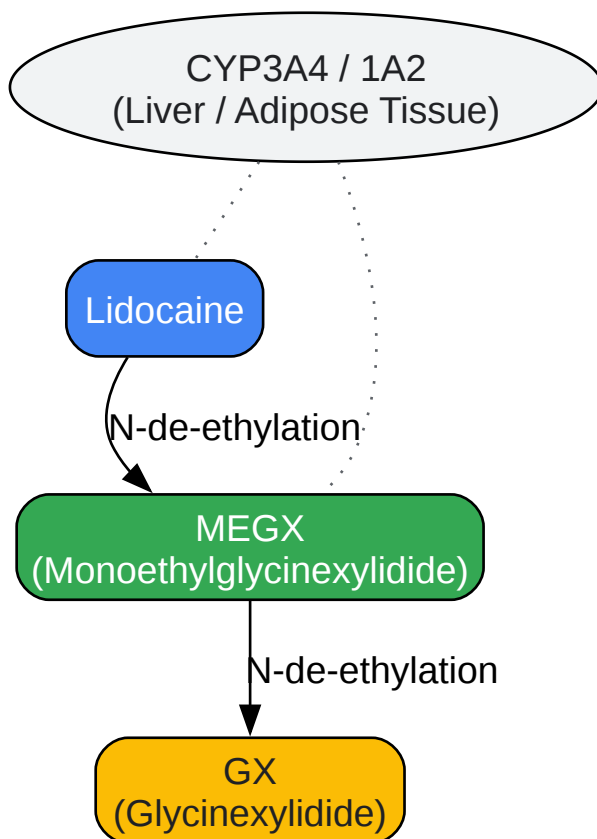 CYP3A4 / 1A2
(Liver / Adipose Tissue)
Lidocaine
N-de-ethylation
MEGX
(Monoethylglycinexylidide)
N-de-ethylation
GX
(Glycinexylidide)